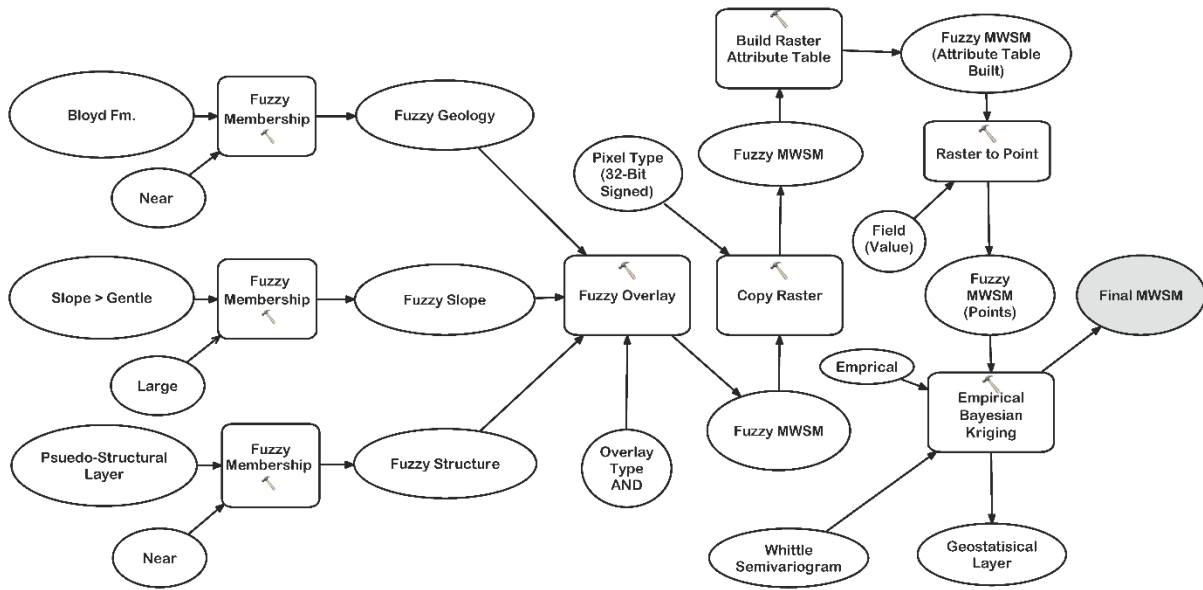 Bloyd Fm.
Near
Fuzzy
Membership
Fuzzy Geology
Slope > Gentle
Large
Fuzzy
Membership
Fuzzy Slope
Psuedo-Structural
Layer
Near
Fuzzy
Membership
Fuzzy Structure
Fuzzy Overlay
Overlay
Type
AND
Fuzzy MWSM
Pixel Type
(32-Bit
Signed)
Copy Raster
Fuzzy MWSM
Build Raster
Attribute Table
Fuzzy MWSM
(Attribute Table
Built)
Raster to Point
Field
(Value)
Fuzzy
MWSM
(Points)
Emprical
Whittle
Semivariogram
Empirical
Bayesian
Kriging
Geostatisical
Layer
Final MWSM